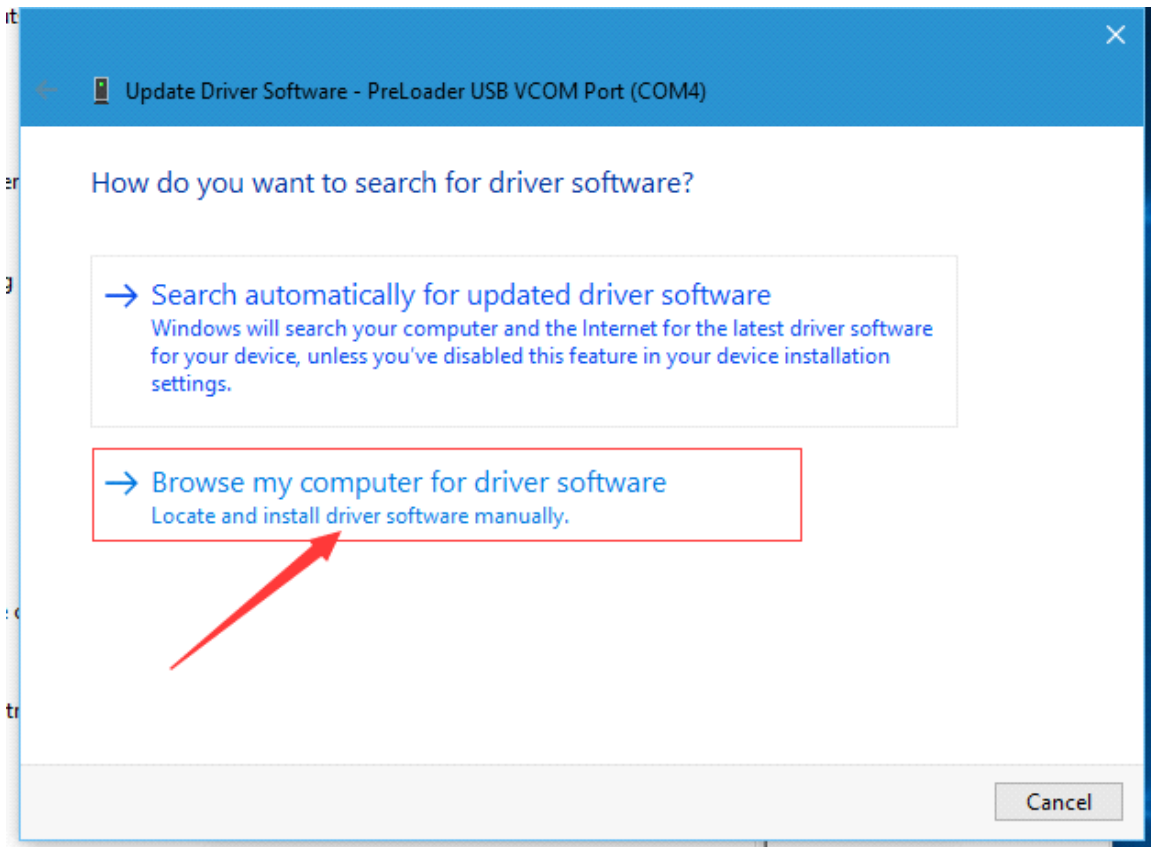 Update Driver Software - PreLoader USB VCOM Port (COM4)
How do you want to search for driver software?
Search automatically for updated driver software
Windows will search your computer and the Internet for the latest driver software
for your device, unless you've disabled this feature in your device installation
settings.
Browse my computer for driver software
Locate and install driver software manually.
Cancel